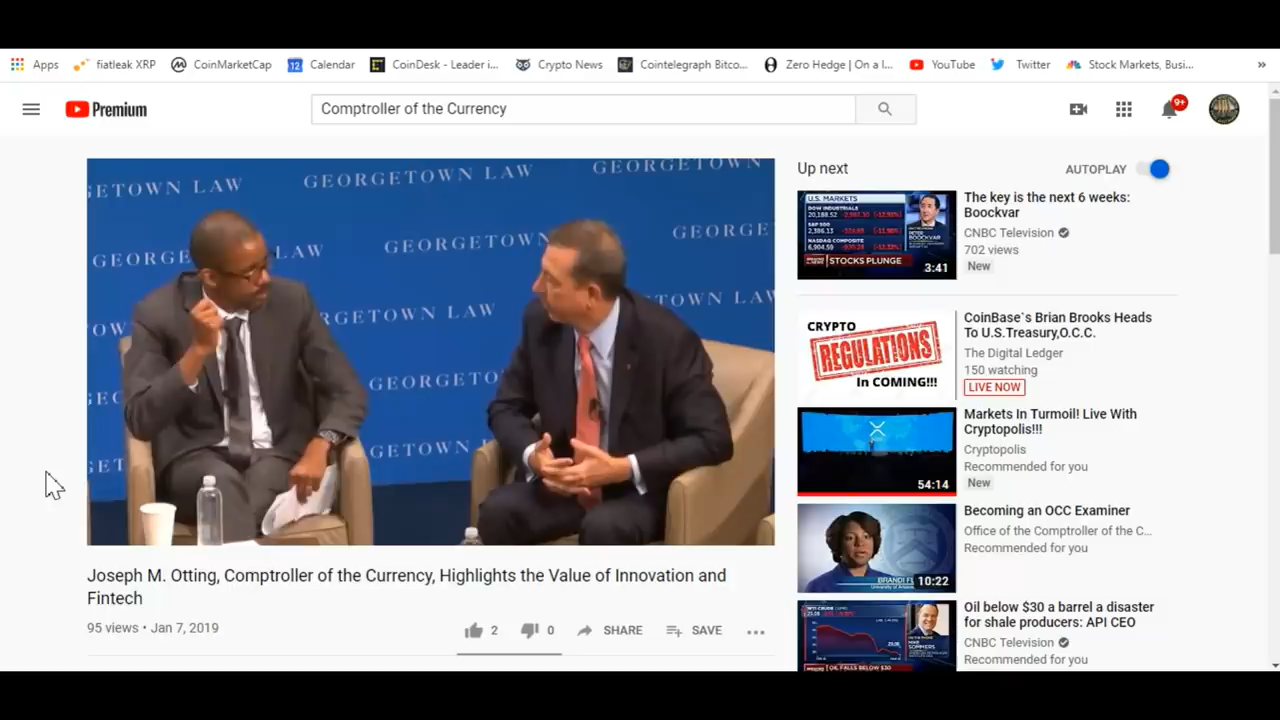 Apps
fiatleak XRP
CoinMarketCap
Calendar
CoinDesk - Leader i...
Crypto News
Cointelegraph Bitco...
Zero Hedge | On a l...
YouTube
Twitter
Stock Markets, Busi...
»
Premium
Comptroller of the Currency
9+
GEORGETOWN LAW
GEORGETOWN LAW
GEORGETOWN LAW
Joseph M. Otting, Comptroller of the Currency, Highlights the Value of Innovation and
Fintech
95 views • Jan 7, 2019
2
0
SHARE
SAVE
Up next
AUTOPLAY
U.S. MARKETS
STOCKS PLUNGE
3:41
The key is the next 6 weeks:
Boockvar
CNBC Television
702 views
New
CRYPTO
REGULATIONS
In COMING!!!
CoinBase`s Brian Brooks Heads
To U.S.Treasury,O.C.C.
The Digital Ledger
150 watching
LIVE NOW
54:14
Markets In Turmoil! Live With
Cryptopolis!!!
Cryptopolis
Recommended for you
New
10:22
Becoming an OCC Examiner
Office of the Comptroller of the C...
Recommended for you
Oil below $30 a barrel a disaster
for shale producers: API CEO
CNBC Television
Recommended for you